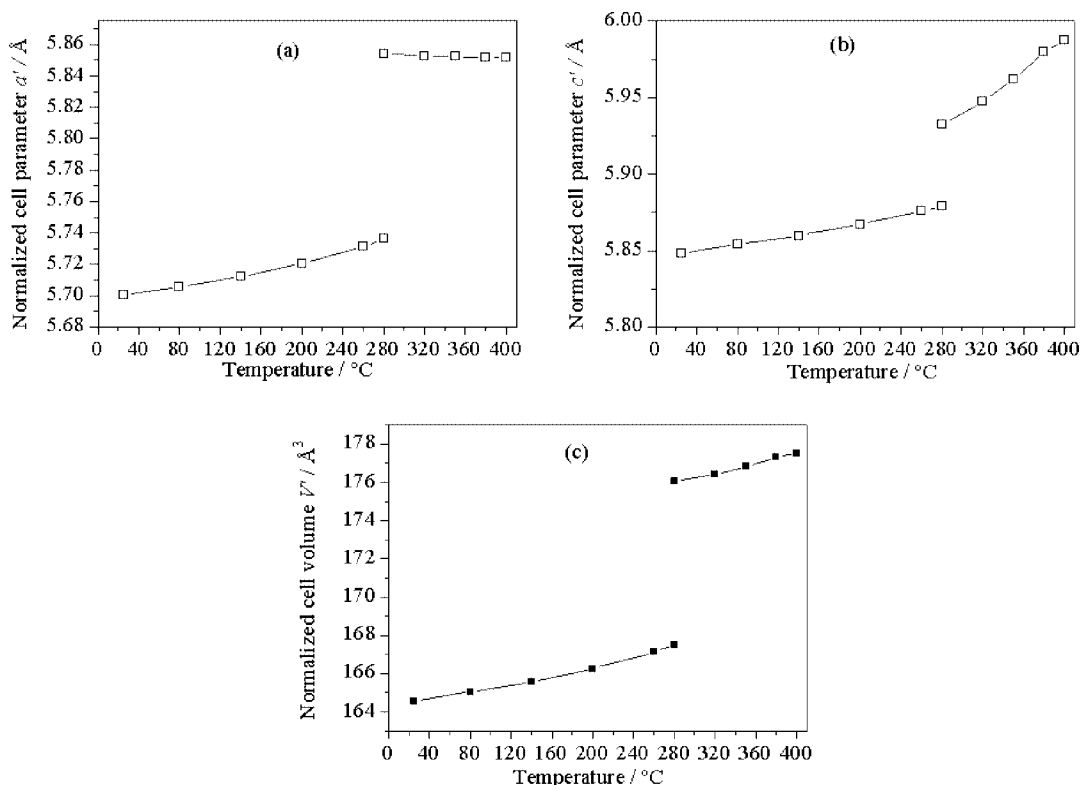 (a)
Normalized cell parameter a' / Å
5.86
5.84
5.82
5.80
5.78
5.76
5.74
5.72
5.70
5.68
0 40 80 120 160 200 240 280 320 360 400
Temperature / °C
(b)
Normalized cell parameter c' / Å
6.00
5.95
5.90
5.85
5.80
0 40 80 120 160 200 240 280 320 360 400
Temperature / °C
(c)
Normalized cell volume V' / Å³
178
176
174
172
170
168
166
164
0 40 80 120 160 200 240 280 320 360 400
Temperature / °C